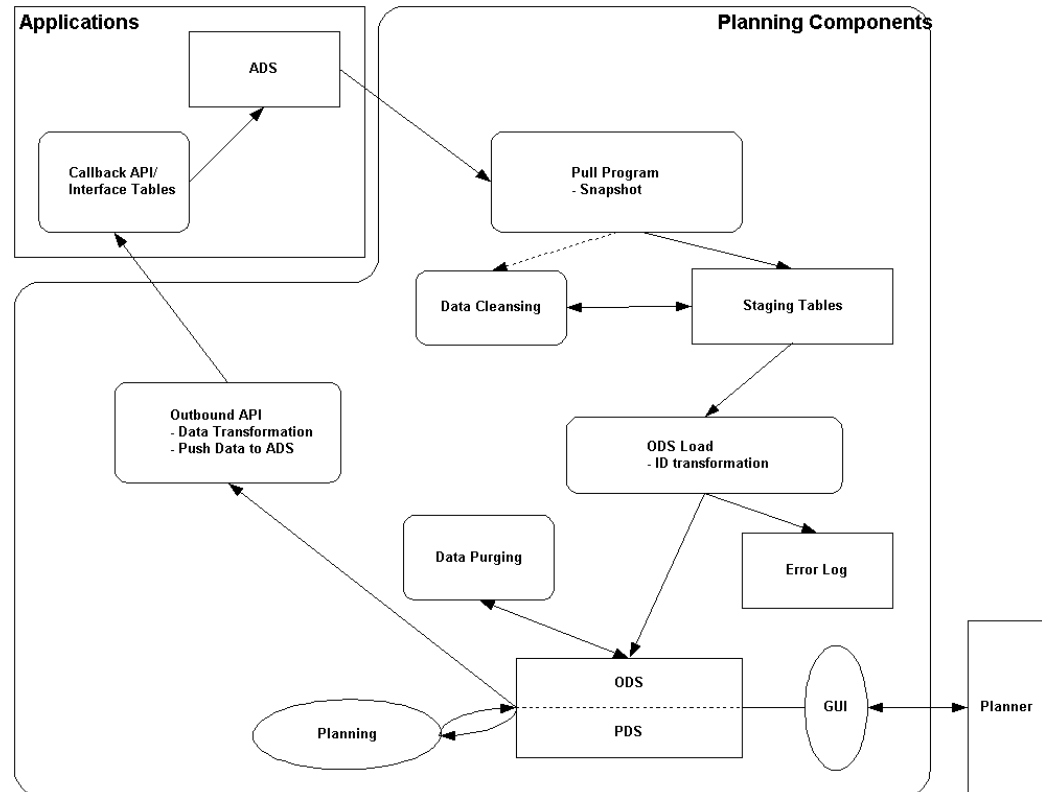 Applications
Planning Components
ADS
Callback API/
Interface Tables
Pull Program
- Snapshot
Data Cleansing
Staging Tables
Outbound API
- Data Transformation
- Push Data to ADS
ODS Load
- ID transformation
Data Purging
Error Log
ODS
PDS
Planning
GUI
Planner